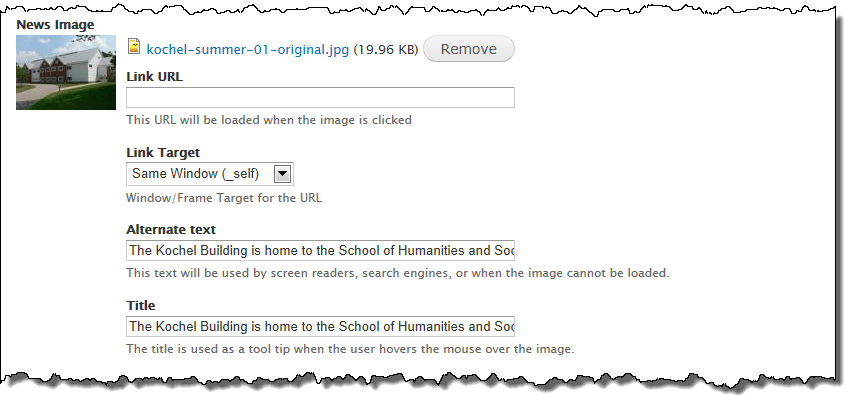 News Image
kochel-summer-01-original.jpg (19.96 KB) Remove
Link URL
This URL will be loaded when the image is clicked
Link Target
Same Window (_self)
Window/Frame Target for the URL
Alternate text
The Kochel Building is home to the School of Humanities and Soc
This text will be used by screen readers, search engines, or when the image cannot be loaded.
Title
The Kochel Building is home to the School of Humanities and Soc
The title is used as a tool tip when the user hovers the mouse over the image.